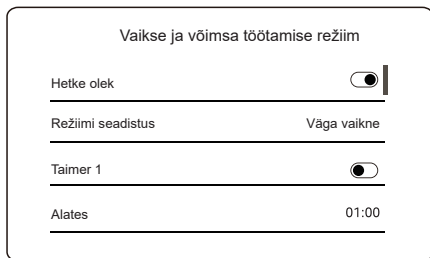 Vaikse ja võimsa töötamise režiim
Hetke olek
Režiimi seadistus Väga vaikne
Taimer 1
Alates 01:00